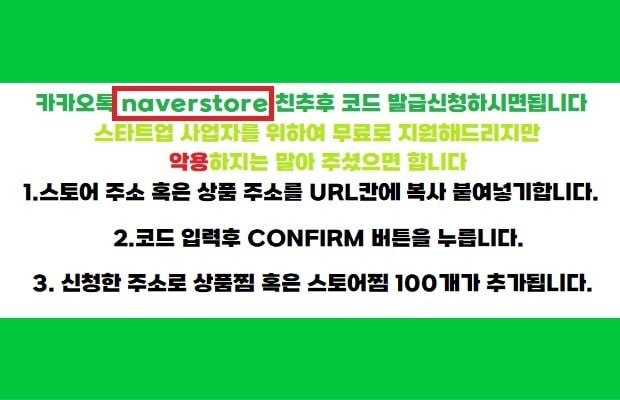 카카오톡 naverstore 친추후 코드 발급신청하시면됩니다
스타트업 사업자를 위하여 무료로 지원해드리지만
악용하지는 말아 주셨으면 합니다
1.스토어 주소 혹은 상품 주소를 URL칸에 복사 붙여넣기합니다.
2.코드 입력후 CONFIRM 버튼을 누릅니다.
3. 신청한 주소로 상품찜 혹은 스토어찜 100개가 추가됩니다.